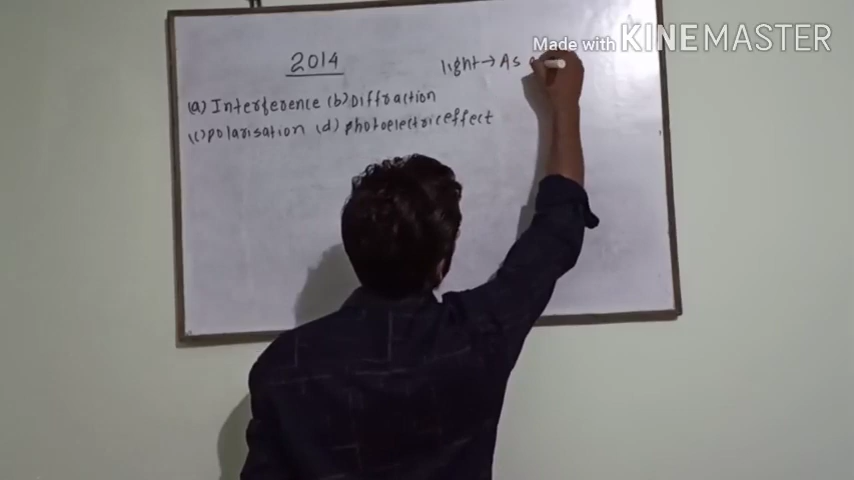 Made with KINEMASTER
2014
light → As
(a) Interference (b) Diffraction
(c) polarisation (d) photoelectric effect